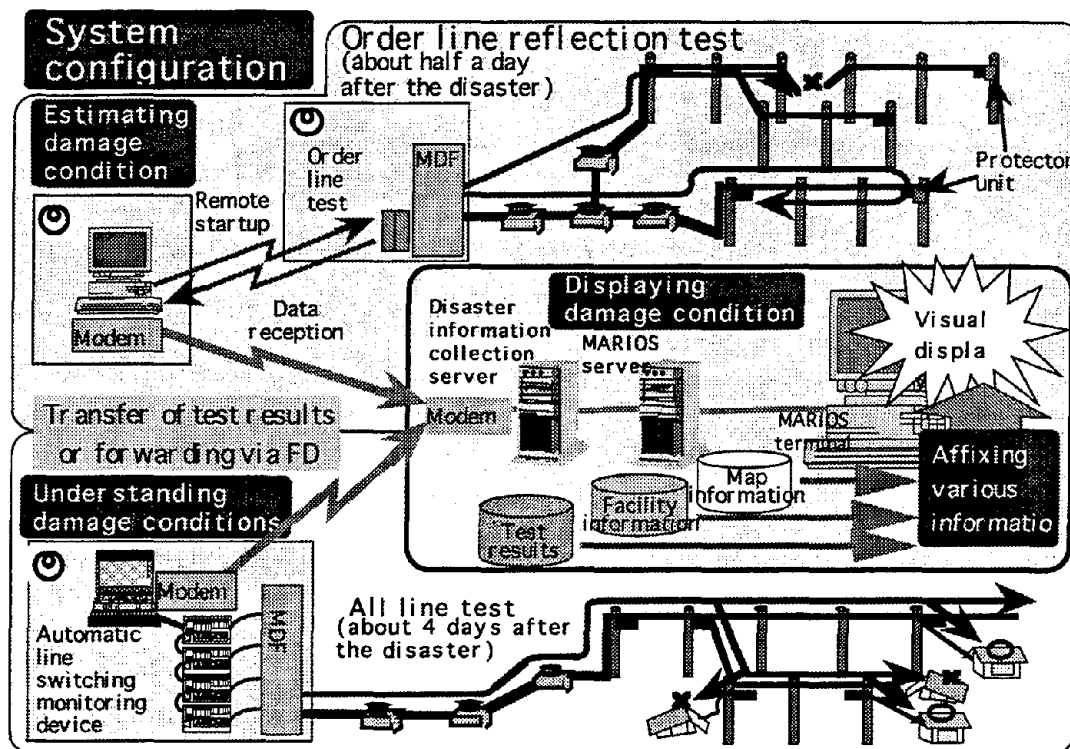 System
configuration
Order line reflection test
(about half a day
after the disaster)
Estimating
damage
condition
Order
line
test
MDF
Protector
unit
Remote
startup
Modem
Data
reception
Displaying
damage condition
Disaster
information
collection
server
MARIOS
server
Visual
displa
Modem
MARIOS
terminal
Transfer of test results
or forwarding via FD
Affixing
various
informatio
Map
information
Facility
information
Test
results
Under standing
damage conditions
Modem
MDF
Automatic
line
switching
monitoring
device
All line test
(about 4 days after
the disaster)